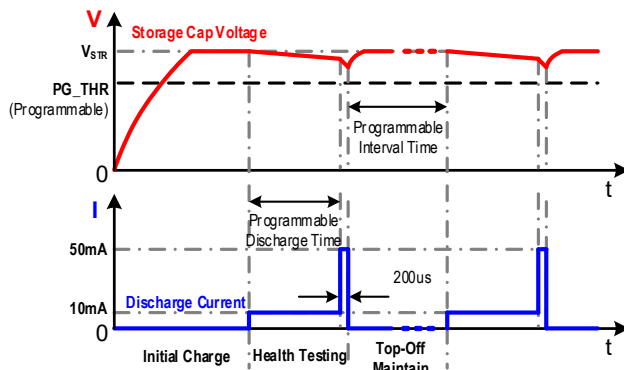 V
Storage Cap Voltage
VSTR
PG_THR
(Programmable)
Programmable
Interval Time
0
t
I
Programmable
Discharge Time
50mA
200us
10mA
Discharge Current
0
t
Initial Charge
Health Testing
Top-Off
Maintain